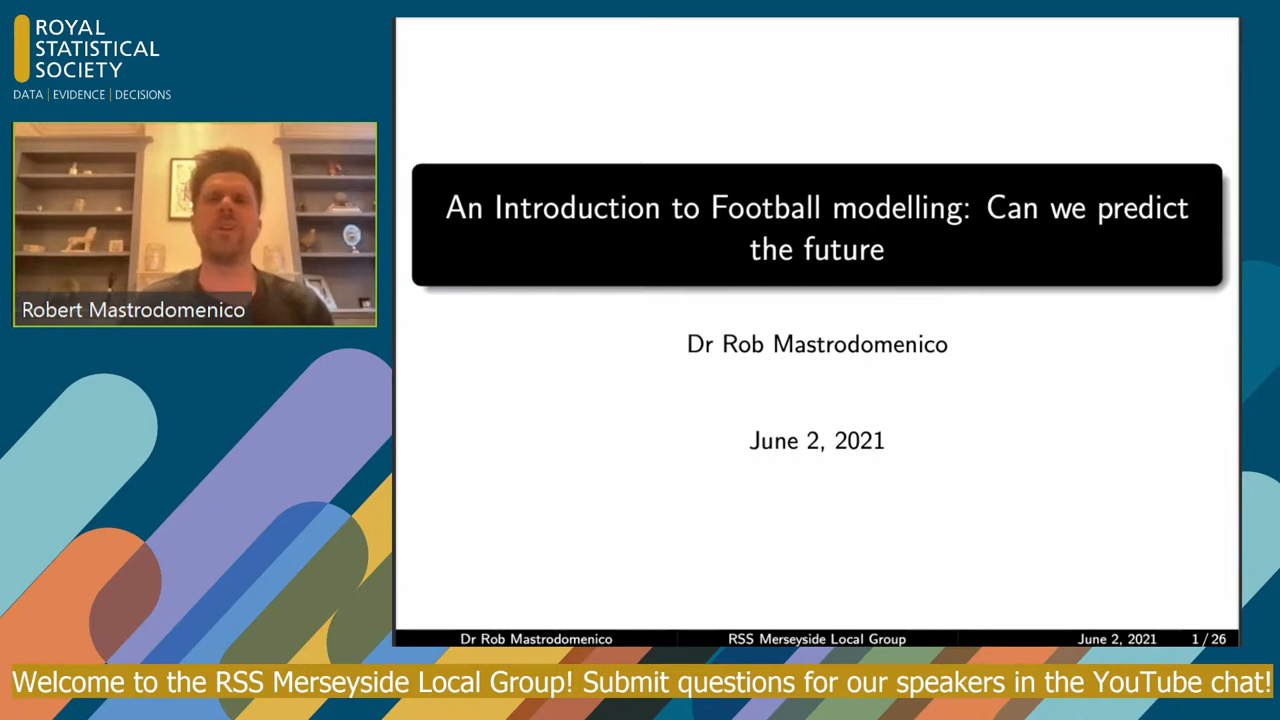 ROYAL
STATISTICAL
SOCIETY
DATA | EVIDENCE | DECISIONS
Robert Mastrodomenico
An Introduction to Football modelling: Can we predict
the future
Dr Rob Mastrodomenico
June 2, 2021
Dr Rob Mastrodomenico RSS Merseyside Local Group June 2, 2021 1 / 26
Welcome to the RSS Merseyside Local Group! Submit questions for our speakers in the YouTube chat!